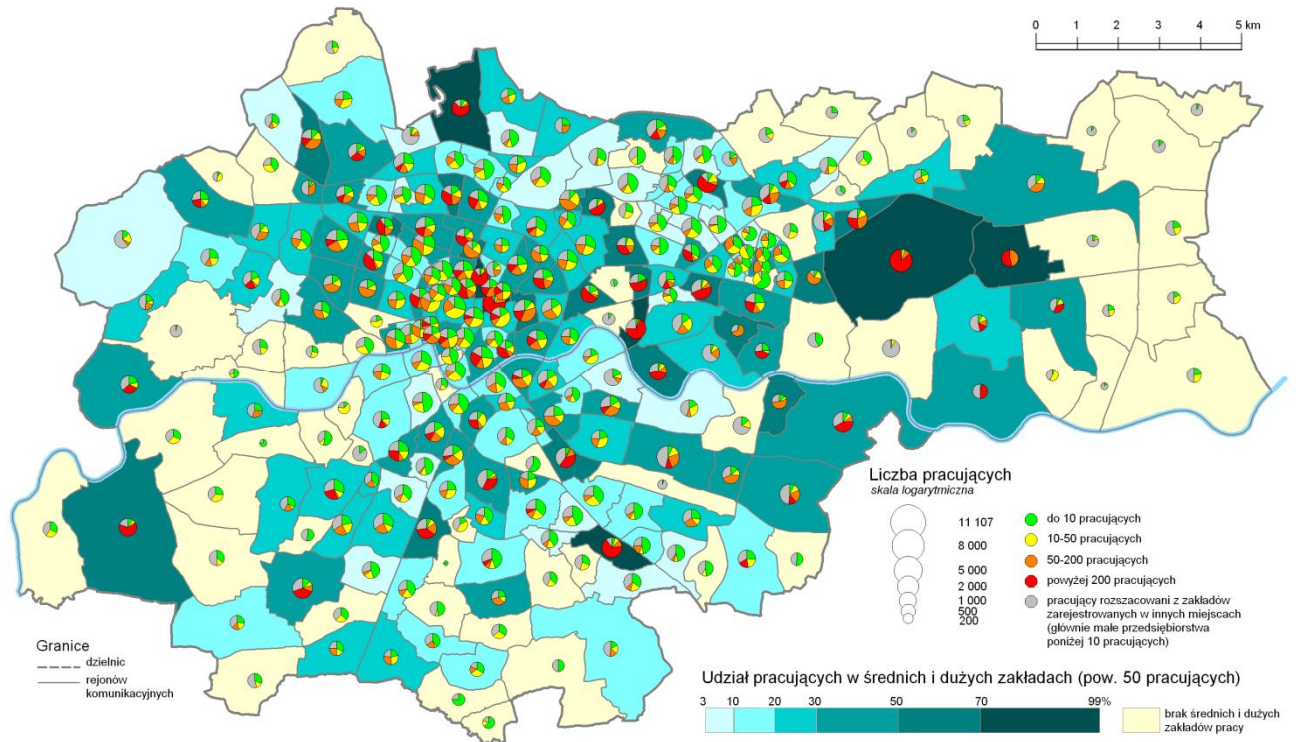 0 1 2 3 4 5 km
Liczba pracujących
skala logarytmiczna
11 107
8 000
5 000
2 000
1 000
500
200
do 10 pracujących
10-50 pracujących
50-200 pracujących
powyżej 200 pracujących
pracujący rozszacowani z zakładów
zarejestrowanych w innych miejscach
(głównie małe przedsiębiorstwa
poniżej 10 pracujących)
Granice
dzielnic
rejonów
komunikacyjnych
Udział pracujących w średnich i dużych zakładach (pow. 50 pracujących)
3 10 20 30 50 70 99%
brak średnich i dużych
zakładów pracy